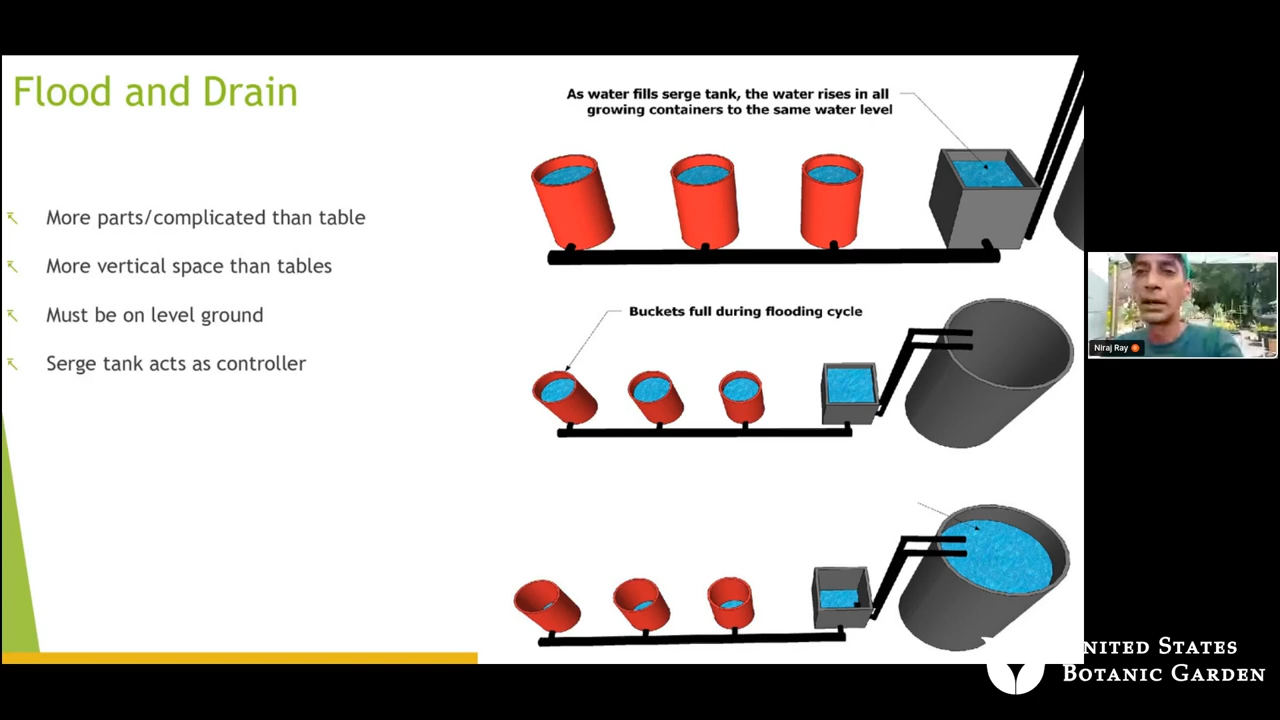 Flood and Drain
More parts/complicated than table
More vertical space than tables
Must be on level ground
Serge tank acts as controller
As water fills serge tank, the water rises in all
growing containers to the same water level
Buckets full during flooding cycle
Niraj Ray
UNITED STATES
BOTANIC GARDEN